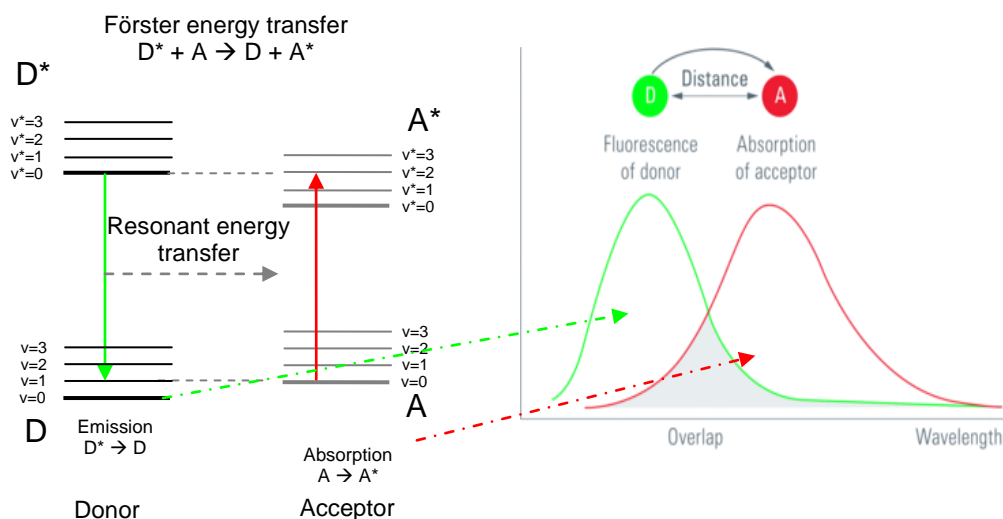 Förster energy transfer
D* + A → D + A*
D*
v*=3
v*=2
v*=1
v*=0
A*
v*=3
v*=2
v*=1
v*=0
Resonant energy
transfer
v=3
v=2
v=1
v=0
v=3
v=2
v=1
v=0
D
A
Emission
D* → D
Absorption
A → A*
Donor
Acceptor
D
Distance
A
Fluorescence
of donor
Absorption
of acceptor
Overlap
Wavelength